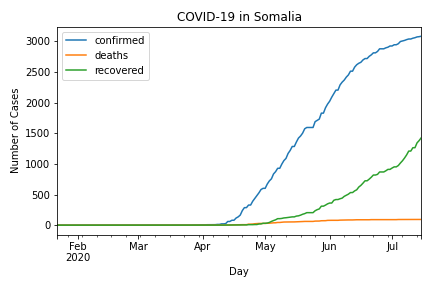 COVID-19 in Somalia
confirmed
deaths
recovered
Number of Cases
3000
2500
2000
1500
1000
500
0
Feb Mar Apr May Jun Jul
2020
Day